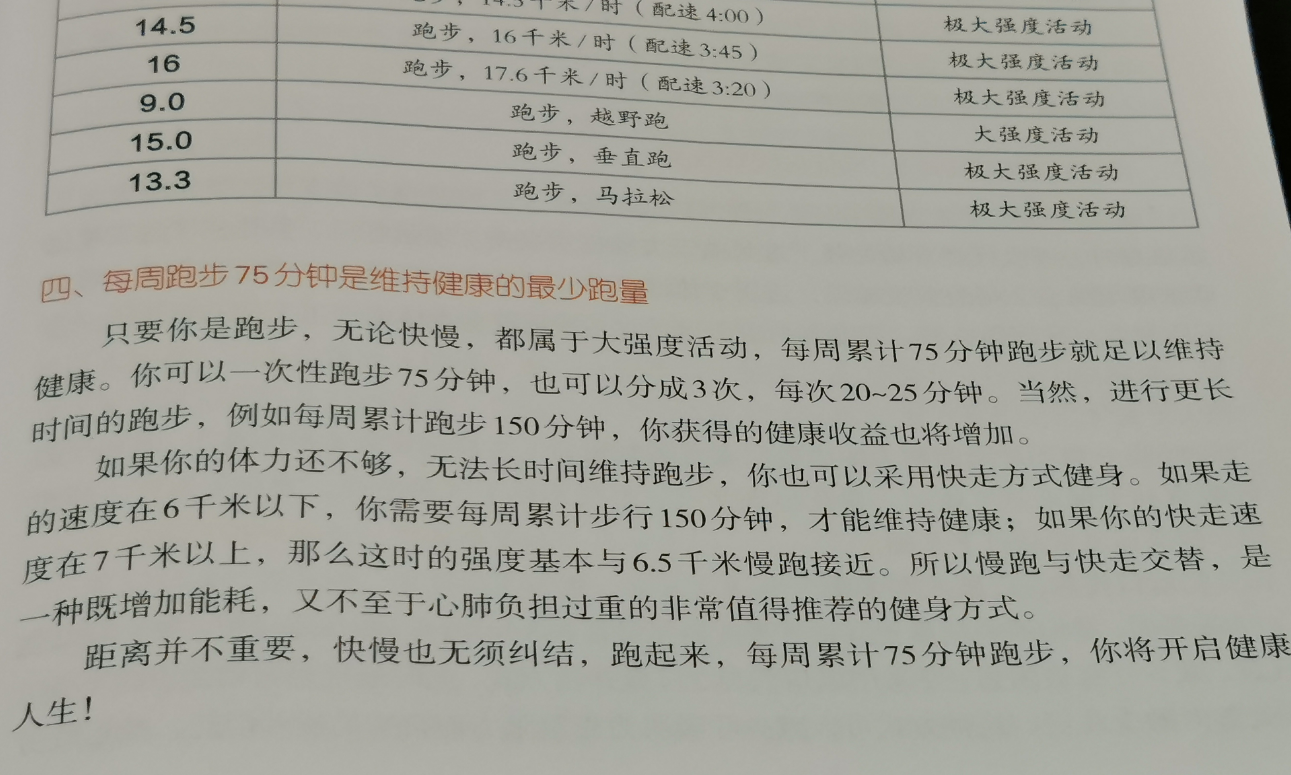 千米/时（配速4:00） 极大强度活动
14.5 跑步，16千米/时（配速3:45） 极大强度活动
16 跑步，17.6千米/时（配速3:20） 极大强度活动
9.0 跑步，越野跑 大强度活动
15.0 跑步，垂直跑 极大强度活动
13.3 跑步，马拉松 极大强度活动
四、每周跑步75分钟是维持健康的最少跑量
只要你是跑步，无论快慢，都属于大强度活动，每周累计75分钟跑步就足以维持
健康。你可以一次性跑步75分钟，也可以分成3次，每次20~25分钟。当然，进行更长
时间的跑步，例如每周累计跑步150分钟，你获得的健康收益也将增加。
如果你的体力还不够，无法长时间维持跑步，你也可以采用快走方式健身。如果走
的速度在6千米以下，你需要每周累计步行150分钟，才能维持健康；如果你的快走速
度在7千米以上，那么这时的强度基本与6.5千米慢跑接近。所以慢跑与快走交替，是
一种既增加能耗，又不至于心肺负担过重的非常值得推荐的健身方式。
距离并不重要，快慢也无须纠结，跑起来，每周累计75分钟跑步，你将开启健康
人生！